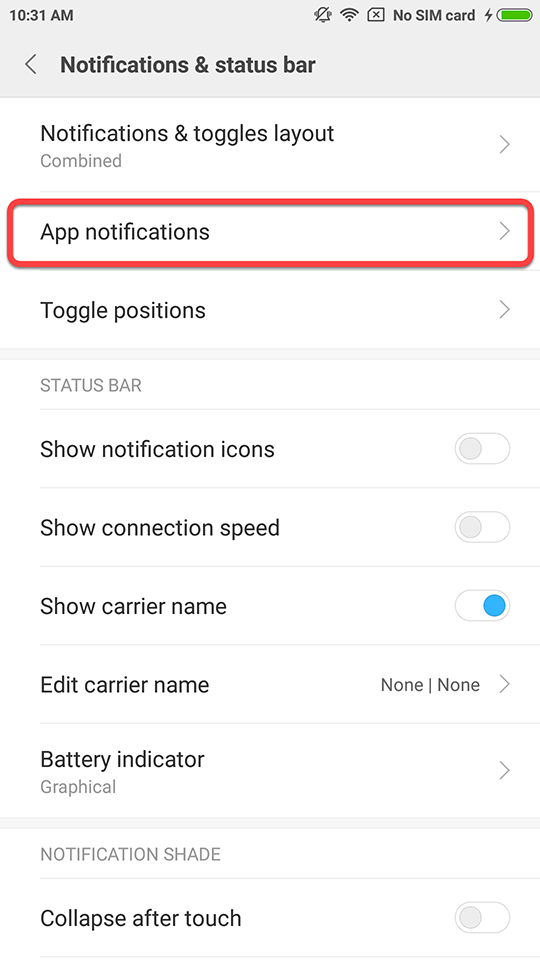 10:31 AM No SIM card
Notifications & status bar
Notifications & toggles layout
Combined
App notifications
Toggle positions
STATUS BAR
Show notification icons
Show connection speed
Show carrier name
Edit carrier name None | None
Battery indicator
Graphical
NOTIFICATION SHADE
Collapse after touch